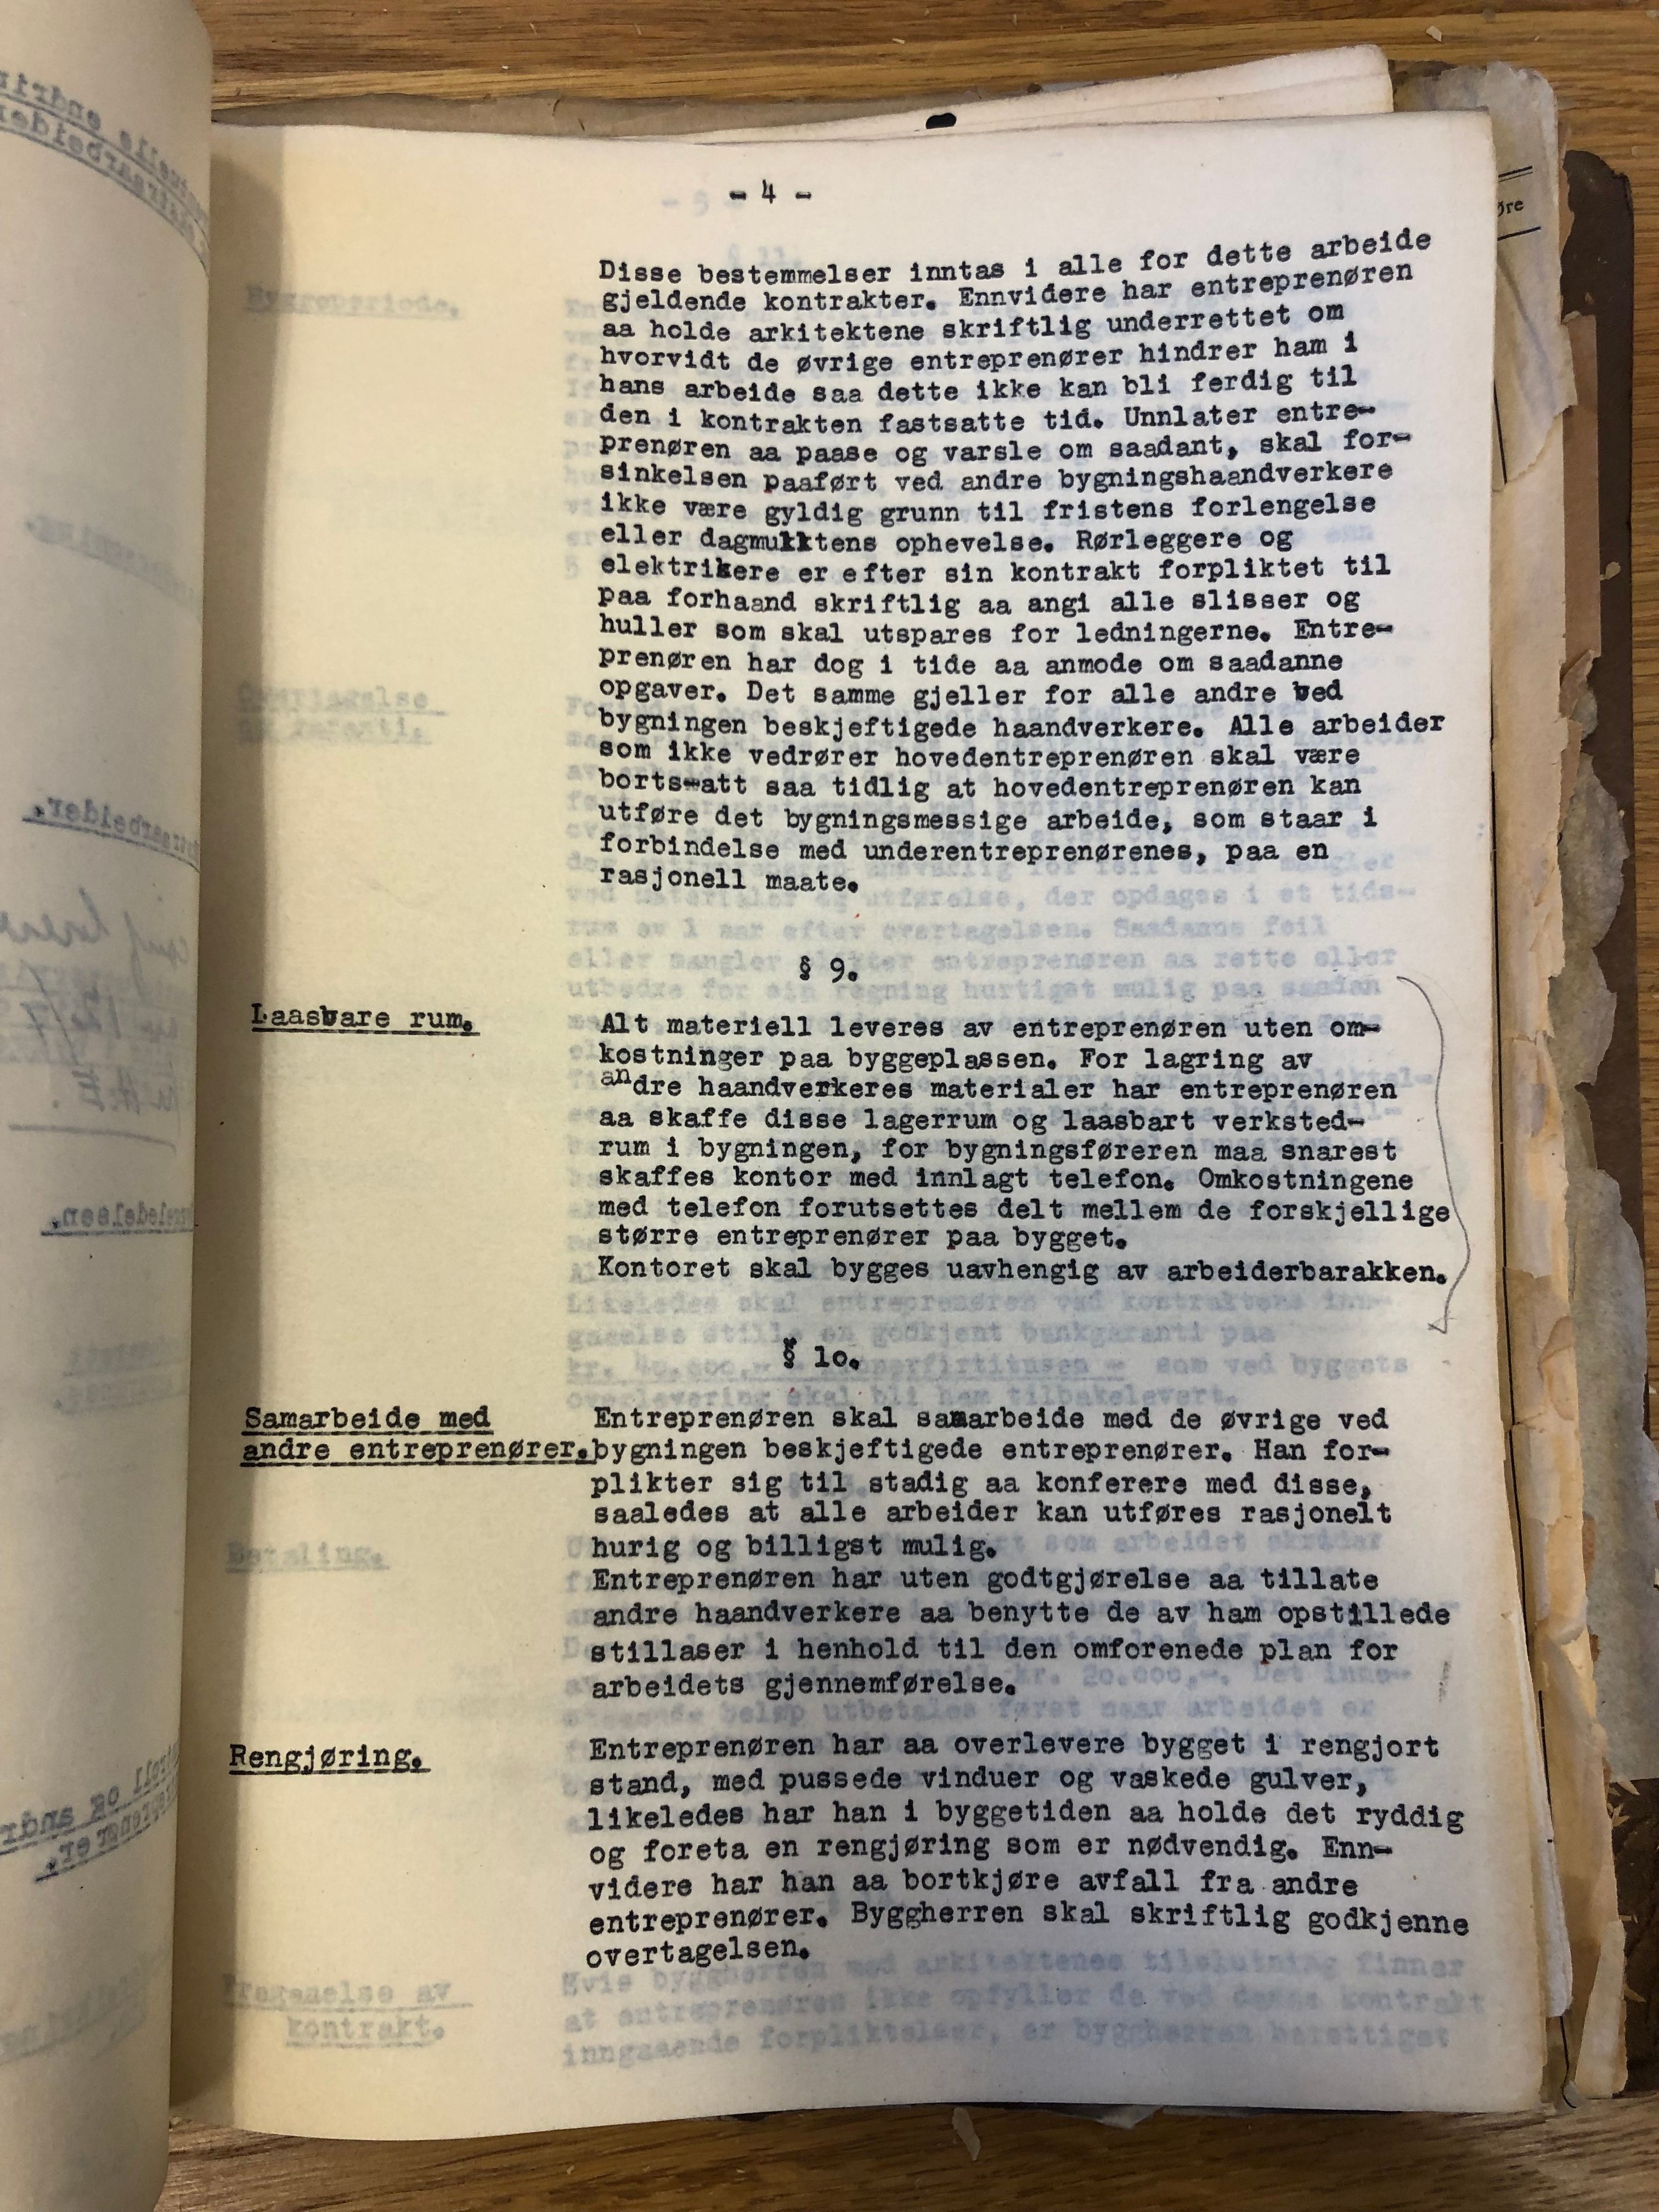 - 4 -
Disse bestemmelser inntas i alle for dette arbeide
gjeldende kontrakter. Ennvidere har entreprenøren
aa holde arkitektene skriftlig underrettet om
hvorvidt de øvrige entreprenører hindrer ham i
hans arbeide saa dette ikke kan bli ferdig til
den i kontrakten fastsatte tid. Unnlater entre-
prenøren aa paase og varsle om saadant, skal for-
sinkelsen paaført ved andre bygningshaandverkere
ikke være gyldig grunn til fristens forlengelse
eller dagmulktens ophevelse. Rørleggere og
elektrikere er efter sin kontrakt forpliktet til
paa forhaand skriftlig aa angi alle slisser og
huller som skal utspares for ledningerne. Entre-
prenøren har dog i tide aa anmode om saadanne
opgaver. Det samme gjeller for alle andre ved
bygningen beskjeftigede haandverkere. Alle arbeider
som ikke vedrører hovedentreprenøren skal være
borts-att saa tidlig at hovedentreprenøren kan
utføre det bygningsmessige arbeide, som staar i
forbindelse med underentreprenørenes, paa en
rasjonell maate.
§ 9.
Laasbare rum.
Alt materiell leveres av entreprenøren uten om-
kostninger paa byggeplassen. For lagring av
andre haandverkeres materialer har entreprenøren
aa skaffe disse lagerrum og laasbart verksted-
rum i bygningen, for bygningsføreren maa snarest
skaffes kontor med innlagt telefon. Omkostningene
med telefon forutsettes delt mellem de forskjellige
større entreprenører paa bygget.
Kontoret skal bygges uavhengig av arbeiderbarakken.
§ 1o.
Samarbeide med
andre entreprenører.
Entreprenøren skal samarbeide med de øvrige ved
bygningen beskjeftigede entreprenører. Han for-
plikter sig til stadig aa konferere med disse,
saaledes at alle arbeider kan utføres rasjonelt
hurig og billigst mulig.
Entreprenøren har uten godtgjørelse aa tillate
andre haandverkere aa benytte de av ham opstillede
stillaser i henhold til den omforenede plan for
arbeidets gjennemførelse.
Rengjøring.
Entreprenøren har aa overlevere bygget i rengjort
stand, med pussede vinduer og vaskede gulver,
likeledes har han i byggetiden aa holde det ryddig
og foreta en rengjøring som er nødvendig. Enn-
videre har han aa bortkjøre avfall fra andre
entreprenører. Byggherren skal skriftlig godkjenne
overtagelsen.
øre